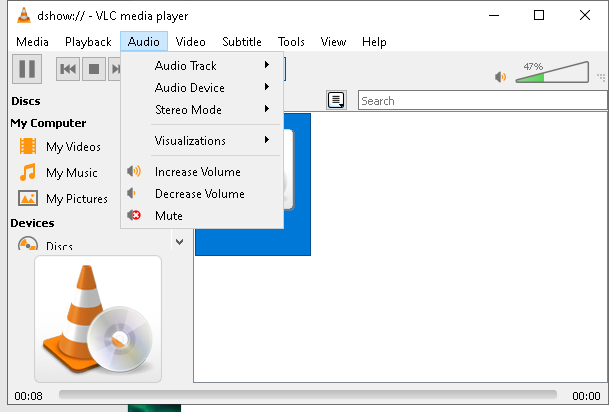 dshow:// - VLC media player
Media Playback Audio Video Subtitle Tools View Help
Audio Track
Audio Device
Stereo Mode
Visualizations
Increase Volume
Decrease Volume
Mute
47%
Search
Discs
My Computer
My Videos
My Music
My Pictures
Devices
Discs
00:08 00:00